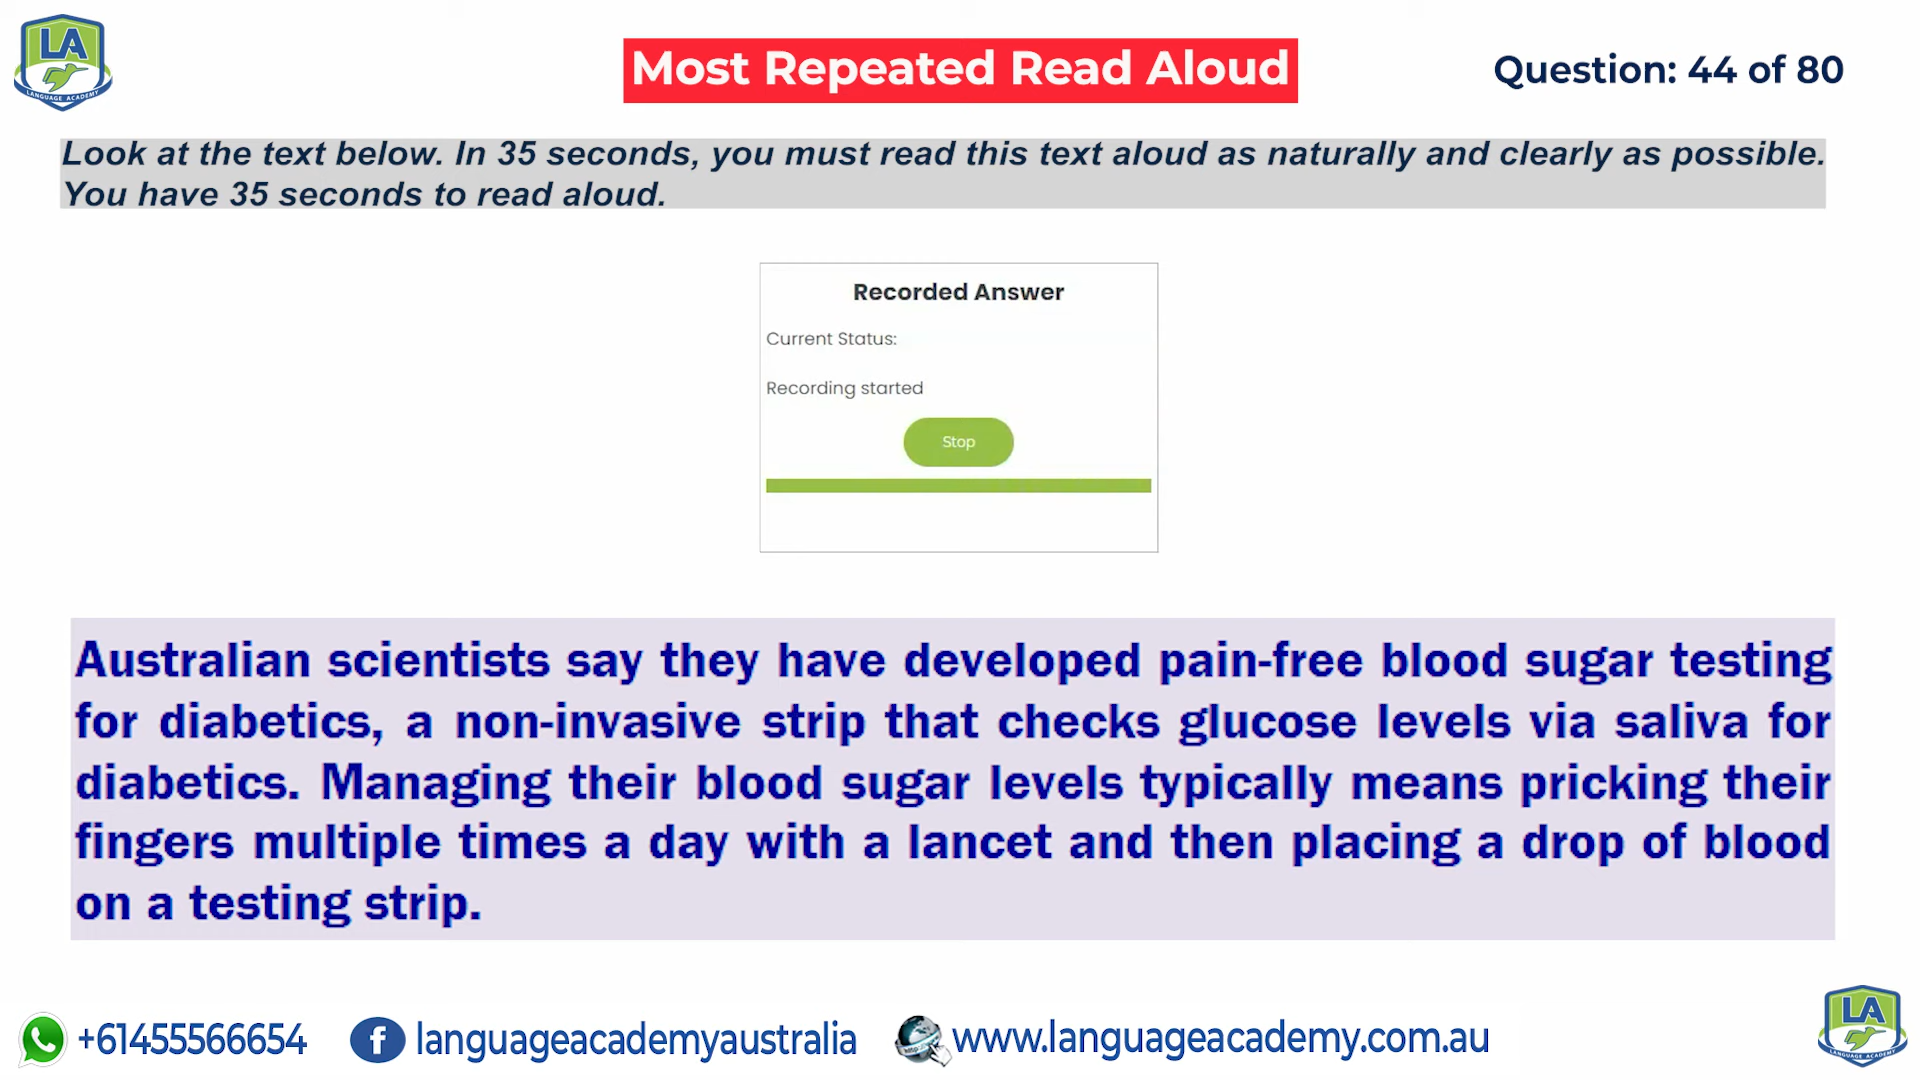 LA
LANGUAGE ACADEMY
Most Repeated Read Aloud
Question: 44 of 80
Look at the text below. In 35 seconds, you must read this text aloud as naturally and clearly as possible.
You have 35 seconds to read aloud.
Recorded Answer
Current Status:
Recording started
Stop
Australian scientists say they have developed pain-free blood sugar testing
for diabetics, a non-invasive strip that checks glucose levels via saliva for
diabetics. Managing their blood sugar levels typically means pricking their
fingers multiple times a day with a lancet and then placing a drop of blood
on a testing strip.
+61455566654
f languageacademyaustralia
www.languageacademy.com.au
LA
LANGUAGE ACADEMY